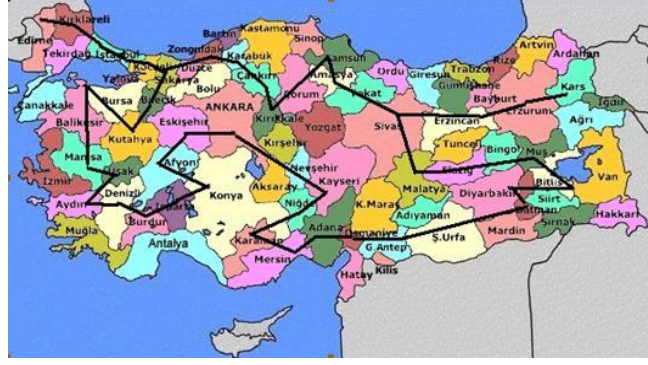 Kırklareli
Edirne
Tekirdağ
İstanbul
Bartın
Kastamonu
Sinop
Zonguldak
Karabük
Samsun
Artvin
Ardahan
Rize
Trabzon
Giresun
Ordu
Kocaeli
Düzce
Yalova
Sakarya
Bolu
Çankırı
Çorum
Amasya
Tokat
Gümüşhane
Bayburt
Erzurum
Kars
Iğdır
Çanakkale
Bursa
Bilecik
ANKARA
Balıkesir
Eskişehir
Kırıkkale
Yozgat
Sivas
Erzincan
Ağrı
Kütahya
Kırşehir
Tunceli
Bingöl
Muş
Manisa
Uşak
Afyon
Nevşehir
Elazığ
Van
İzmir
Denizli
Isparta
Konya
Aksaray
Niğde
Kayseri
Malatya
Diyarbakır
Bitlis
Siirt
Aydın
Burdur
K.Maraş
Adıyaman
Batman
Şırnak
Hakkari
Muğla
Antalya
Karaman
Mersin
Adana
Osmaniye
G.Antep
Ş.Urfa
Mardin
Hatay
Kilis